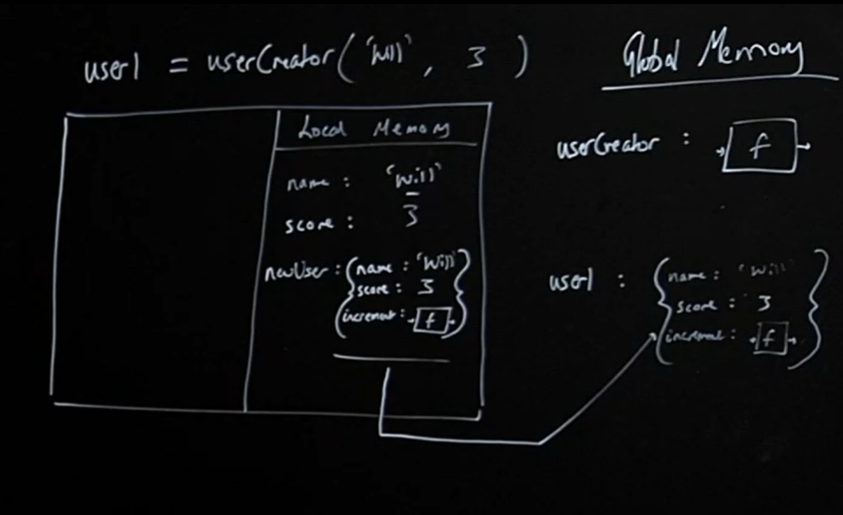 user1 = userCreator('Will', 3)
Local Memory
name : 'Will'
score : 3
newUser : {name : 'Will'
score : 3
increment : f}
Global Memory
userCreator : f
user1 : {name : 'Will'
score : 3
increment : f}